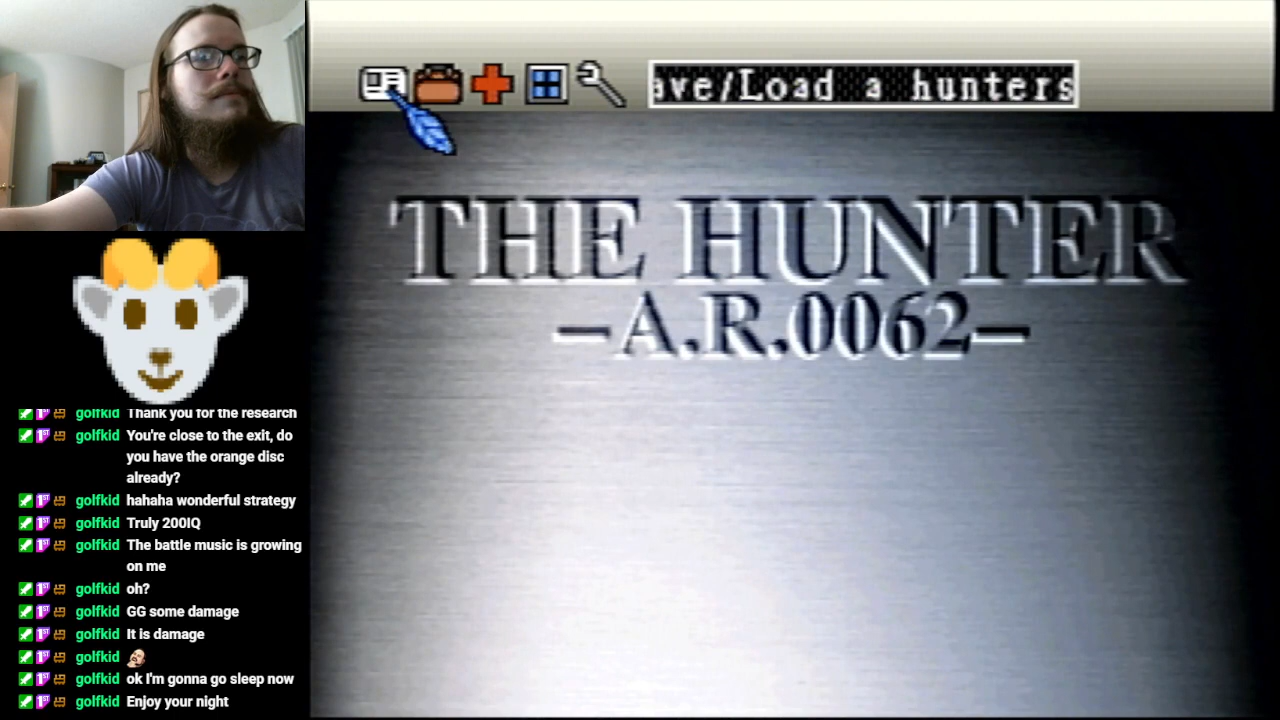 ave/Load a hunters
THE HUNTER
–A.R.0062–
golfkid Thank you for the research
golfkid You're close to the exit, do
you have the orange disc
already?
golfkid hahaha wonderful strategy
golfkid Truly 200IQ
golfkid The battle music is growing
on me
golfkid oh?
golfkid GG some damage
golfkid It is damage
golfkid
golfkid ok I'm gonna go sleep now
golfkid Enjoy your night